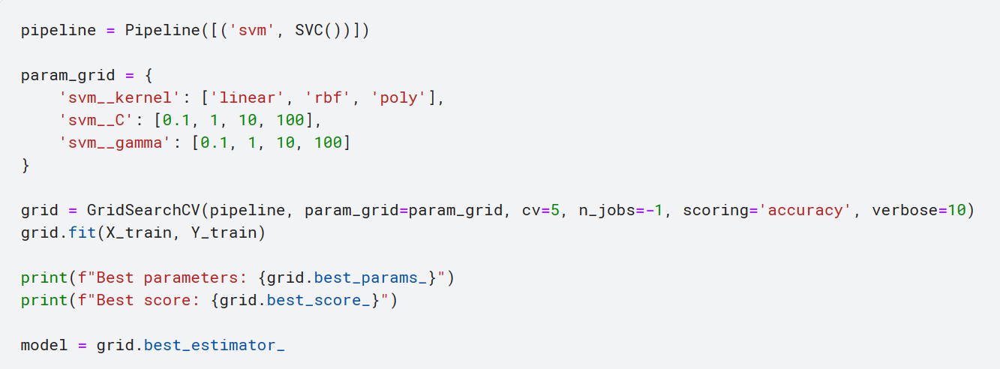 pipeline = Pipeline([('svm', SVC())])
param_grid = {
    'svm__kernel': ['linear', 'rbf', 'poly'],
    'svm__C': [0.1, 1, 10, 100],
    'svm__gamma': [0.1, 1, 10, 100]
}
grid = GridSearchCV(pipeline, param_grid=param_grid, cv=5, n_jobs=-1, scoring='accuracy', verbose=10)
grid.fit(X_train, Y_train)
print(f"Best parameters: {grid.best_params_}")
print(f"Best score: {grid.best_score_}")
model = grid.best_estimator_